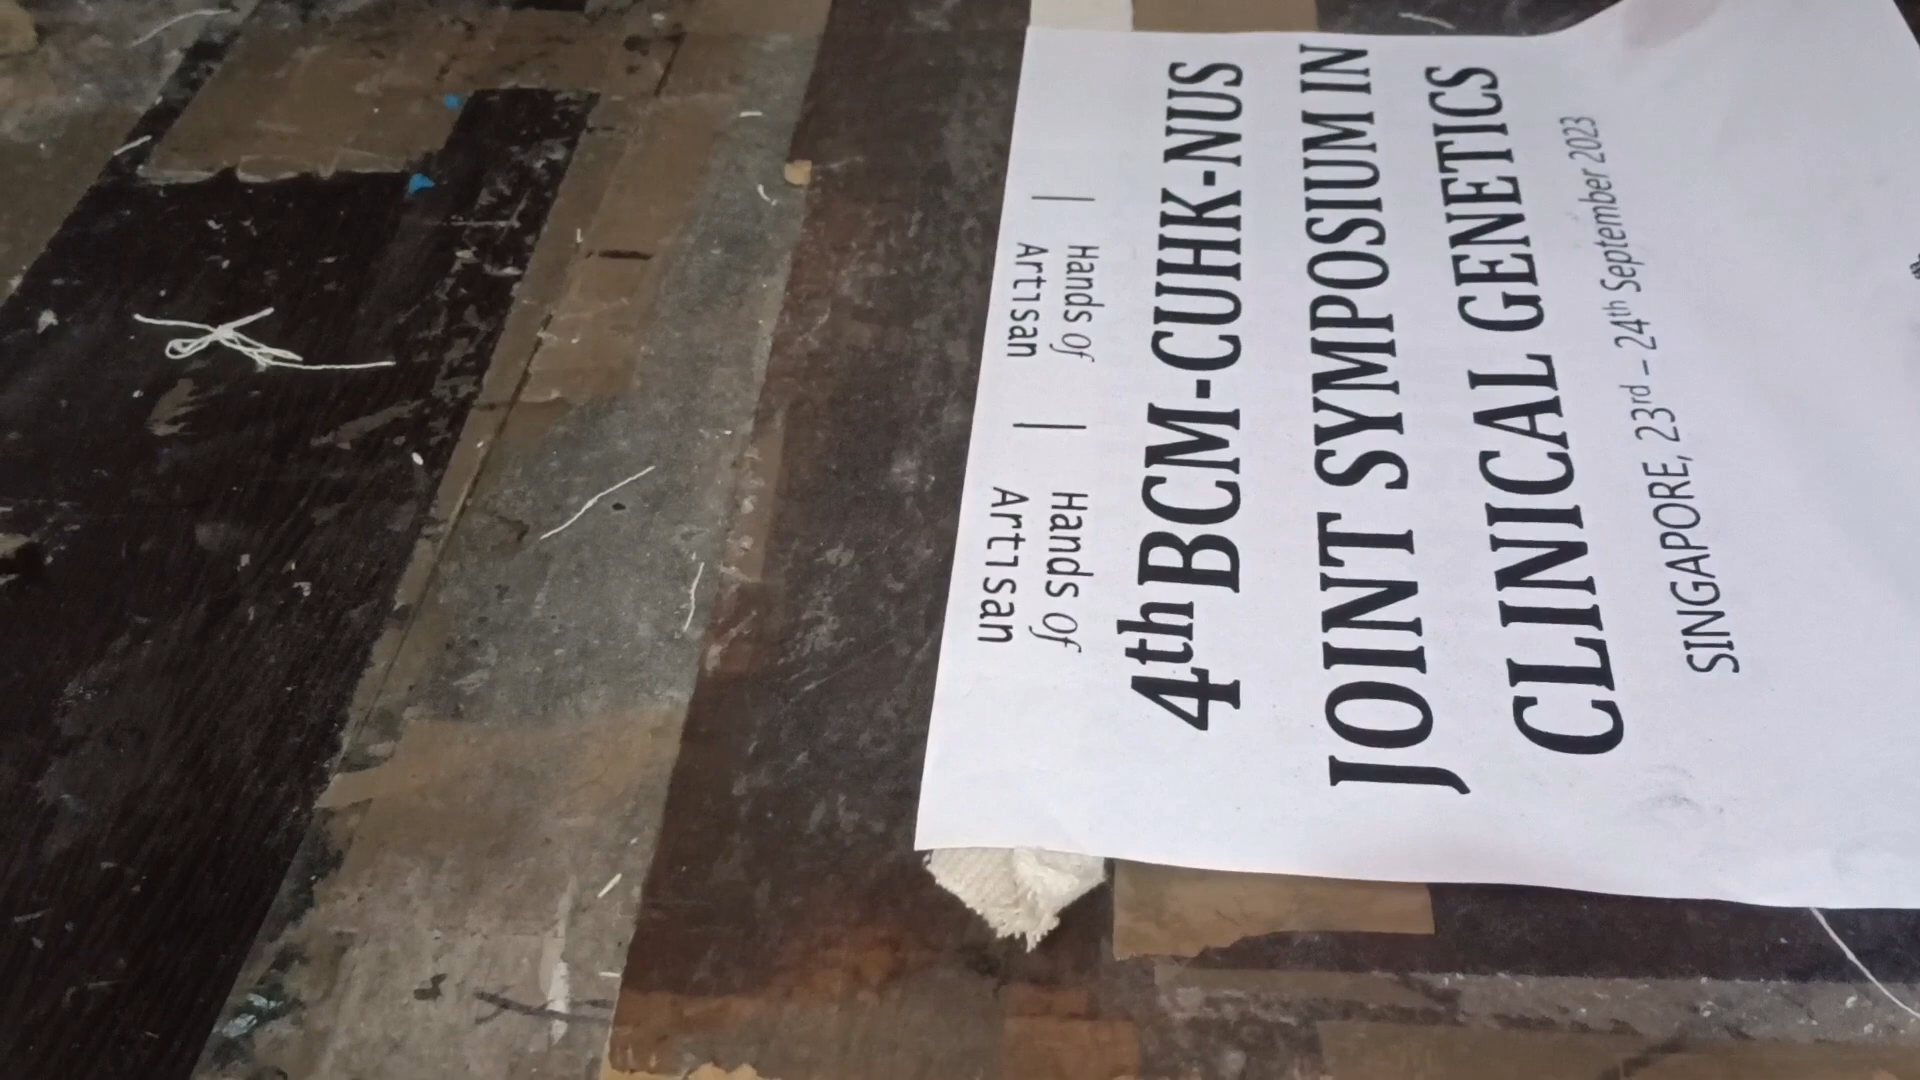 4th BCM-CUHK-NUS
JOINT SYMPOSIUM IN
CLINICAL GENETICS
SINGAPORE, 23rd – 24th September 2023
Hands of
Artisan
Hands of
Artisan